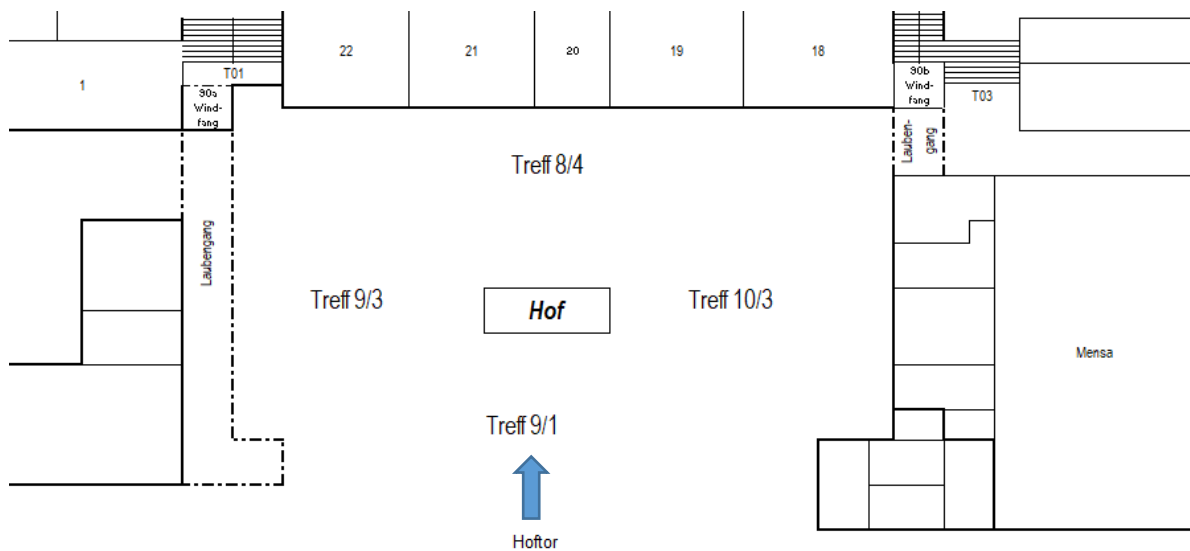 22
21
20
19
18
1
T01
90a
Wind-
fang
90b
Wind-
fang
T03
Lauben-
gang
Treff 8/4
Laubengang
Treff 9/3
Hof
Treff 10/3
Mensa
Treff 9/1
Hoftor